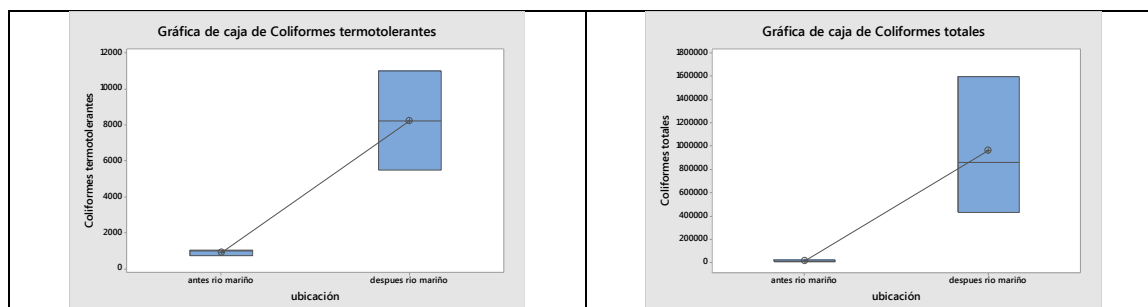 Gráfica de caja de Coliformes termotolerantes
12000
10000
8000
6000
4000
2000
0
Coliformes termotolerantes
antes rio mariño
despues rio mariño
ubicación
Gráfica de caja de Coliformes totales
1800000
1600000
1400000
1200000
1000000
800000
600000
400000
200000
0
Coliformes totales
antes rio mariño
despues rio mariño
ubicación